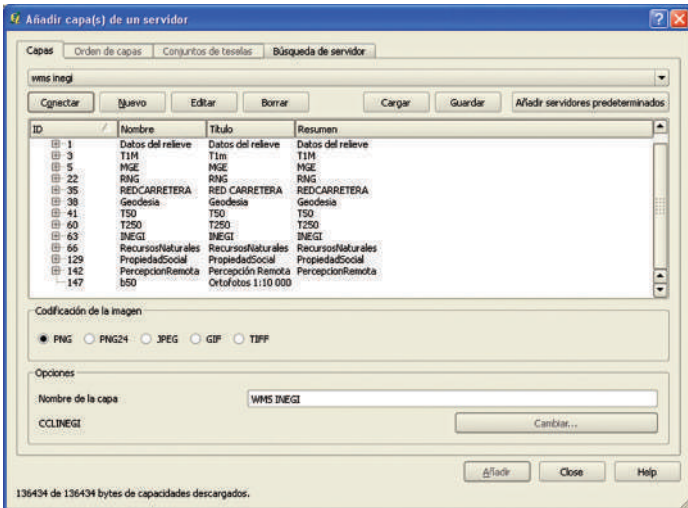 Añadir capa(s) de un servidor
Capas Orden de capas Conjuntos de teselas Búsqueda de servidor
wms inegi
Conectar Nuevo Editar Borrar Cargar Guardar Añadir servidores predeterminados
ID Nombre Título Resumen
1 Datos del relieve Datos del relieve Datos del relieve
3 T1M T1m T1M
5 MGE MGE MGE
22 RNG RNG RNG
35 REDCARRETERA RED CARRETERA REDCARRETERA
38 Geodesia Geodesia Geodesia
41 T50 T50 T50
60 T250 T250 T250
63 INEGI INEGI INEGI
66 RecursosNaturales RecursosNaturales RecursosNaturales
129 PropiedadSocial PropiedadSocial PropiedadSocial
142 PercepcionRemota Percepción Remota PercepcionRemota
147 b50 Ortofotos 1:10 000
Codificación de la imagen
PNG PNG24 JPEG GIF TIFF
Opciones
Nombre de la capa WMS INEGI
CCLINEGI Cambiar...
Añadir Close Help
136434 de 136434 bytes de capacidades descargados.